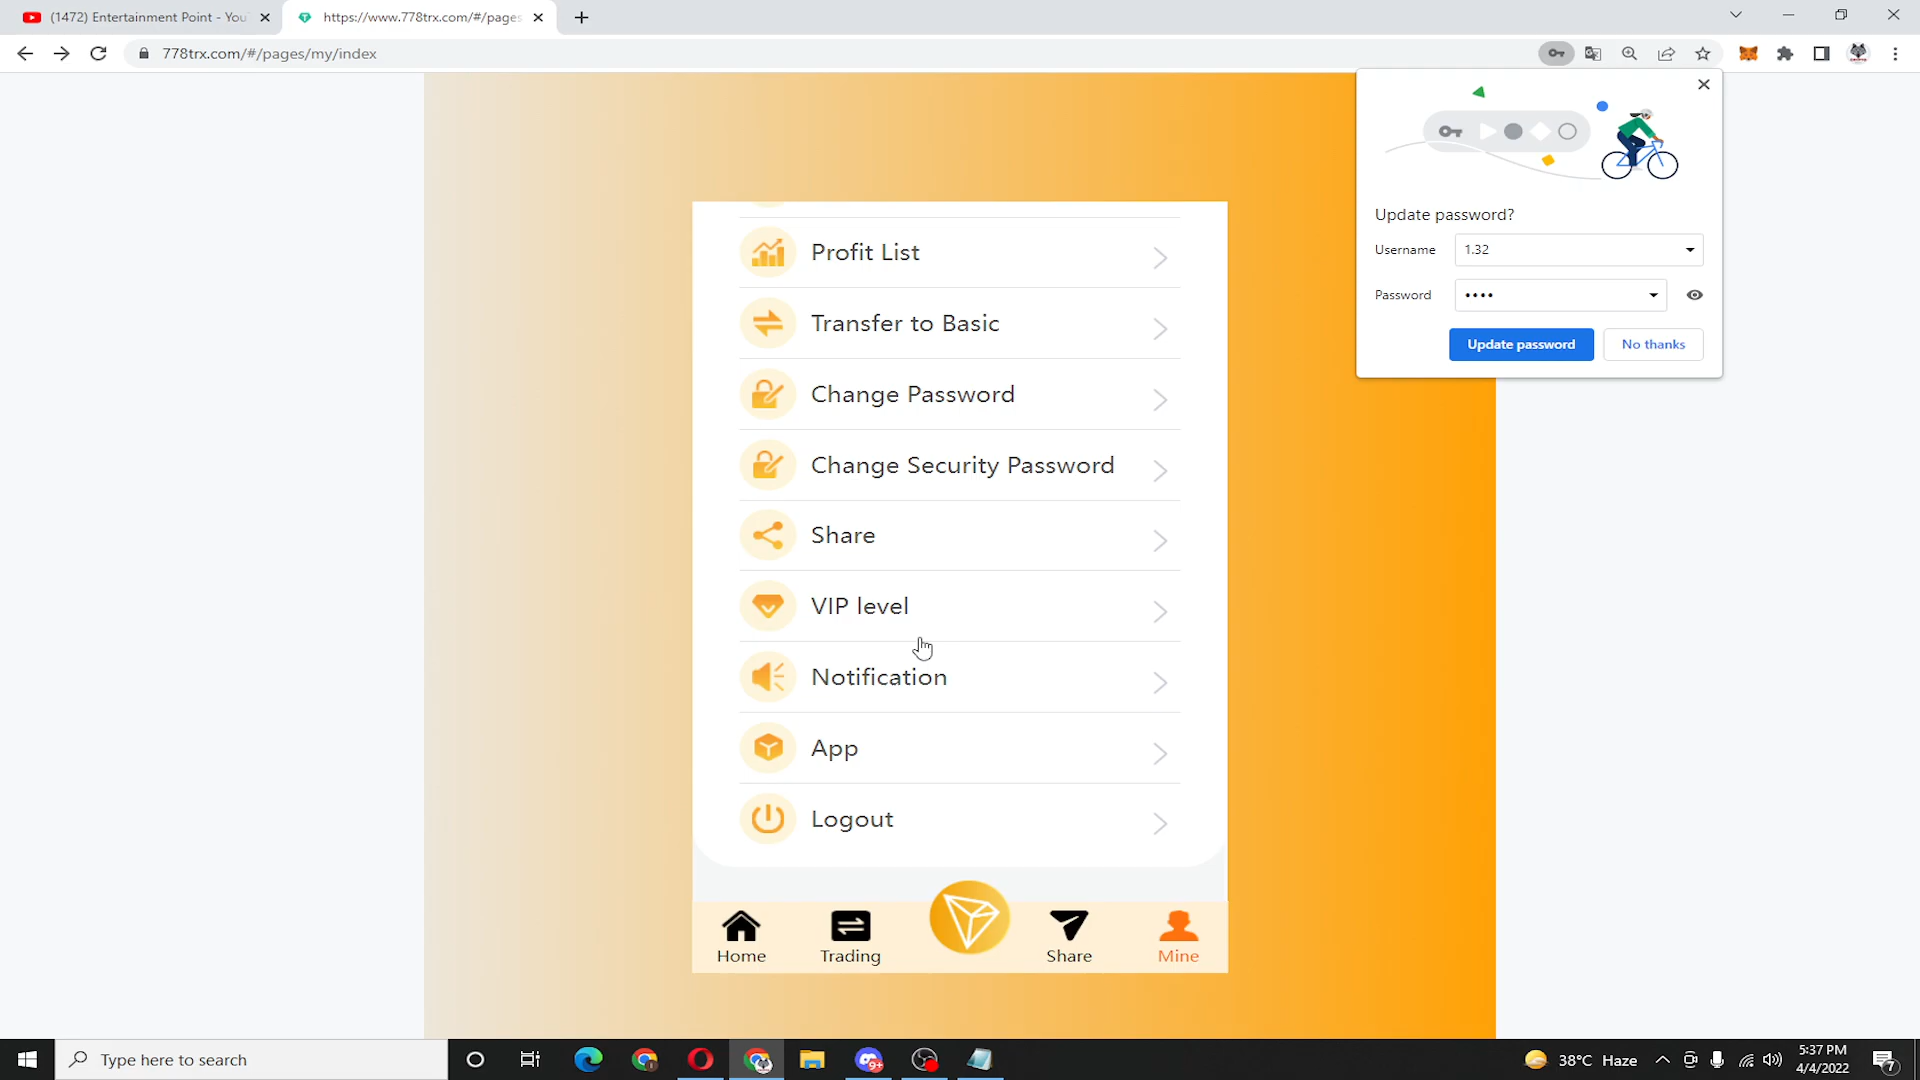 (1472) Entertainment Point - You
https://www.778trx.com/#/pages
778trx.com/#/pages/my/index
Update password?
Username 1.32
Password ••••
Update password No thanks
Profit List
Transfer to Basic
Change Password
Change Security Password
Share
VIP level
Notification
App
Logout
Home Trading Share Mine
Type here to search
9+
38°C Haze
5:37 PM
4/4/2022
7